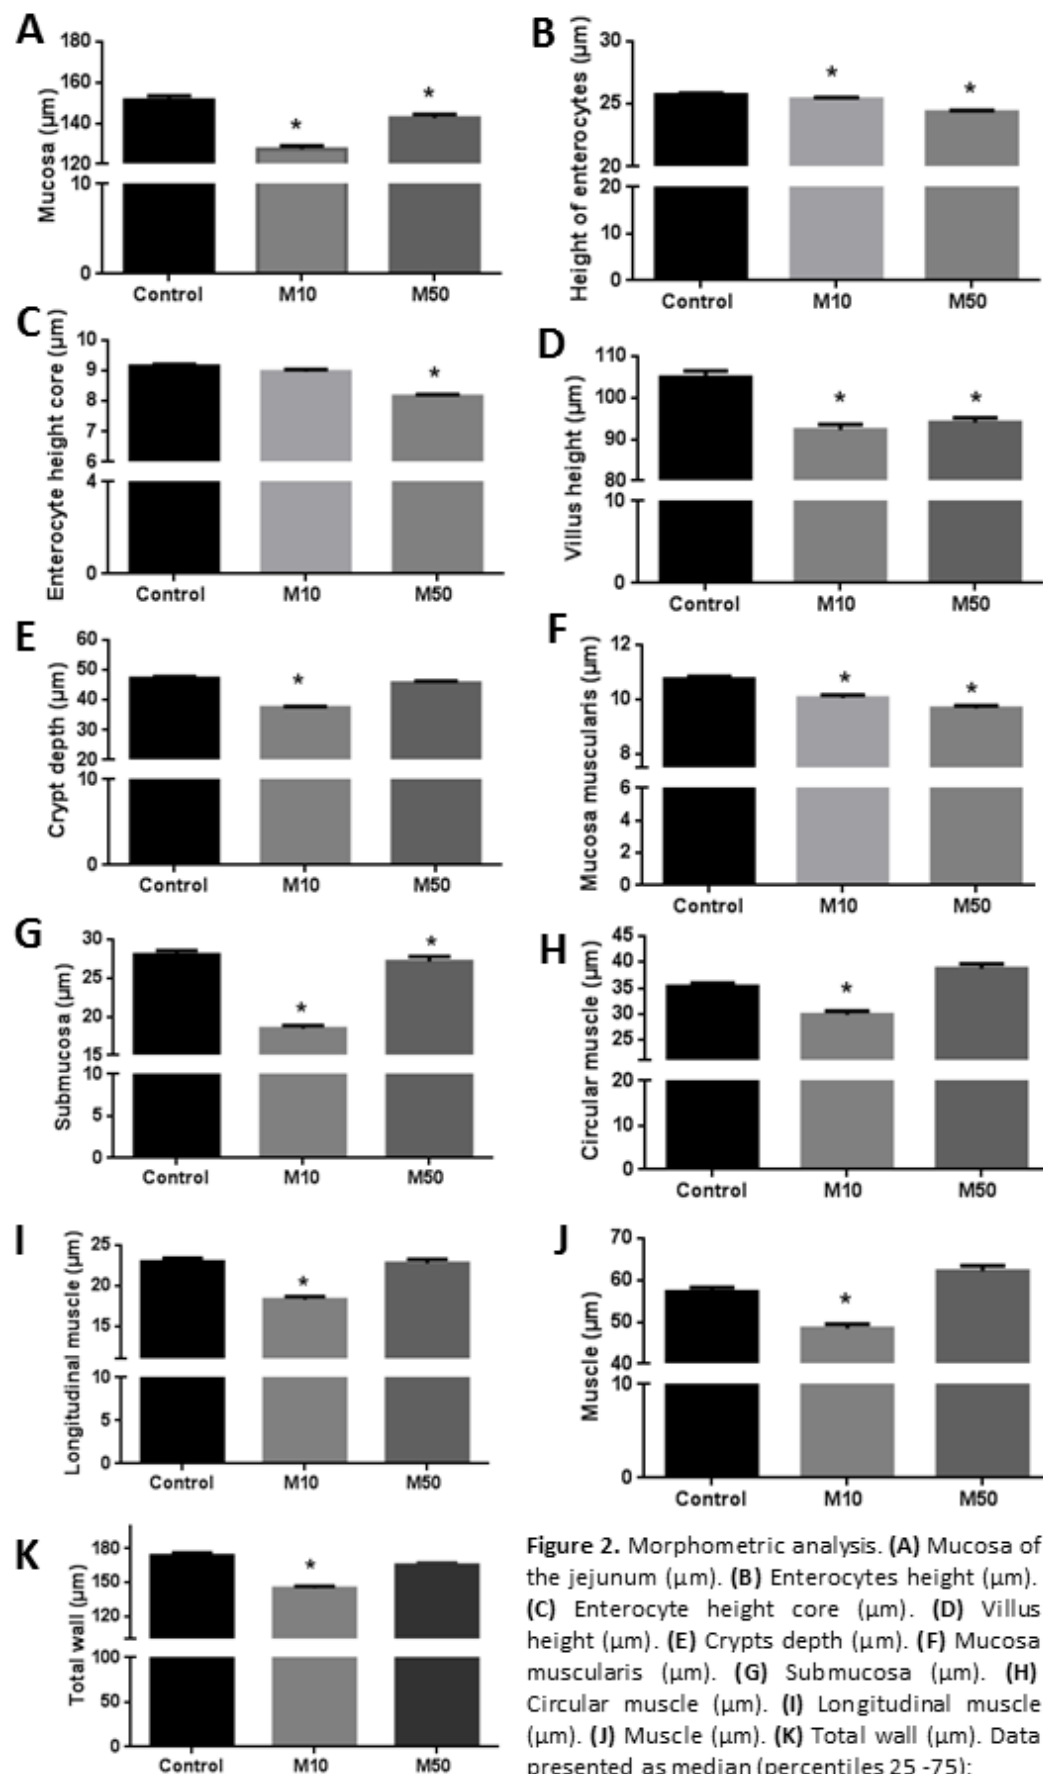 A
Mucosa (µm)
180
160
140
120
10
0
*
*
Control M10 M50
B
Height of enterocytes (µm)
30
25
20
20
10
0
*
*
Control M10 M50
C
Enterocyte height core (µm)
10
9
8
7
6
4
0
*
Control M10 M50
D
Villus height (µm)
110
100
90
80
10
0
*
*
Control M10 M50
E
Crypt depth (µm)
60
50
40
30
20
10
0
*
Control M10 M50
F
Mucosa muscularis (µm)
12
10
8
6
4
2
0
*
*
Control M10 M50
G
Submucosa (µm)
30
25
20
15
10
5
0
*
*
Control M10 M50
H
Circular muscle (µm)
45
40
35
30
25
20
10
0
*
Control M10 M50
I
Longitudinal muscle (µm)
25
20
15
10
5
0
*
Control M10 M50
J
Muscle (µm)
70
60
50
40
10
0
*
Control M10 M50
K
Total wall (µm)
180
150
120
100
50
0
*
Control M10 M50
Figure 2. Morphometric analysis. (A) Mucosa of
the jejunum (µm). (B) Enterocytes height (µm).
(C) Enterocyte height core (µm). (D) Villus
height (µm). (E) Crypts depth (µm). (F) Mucosa
muscularis (µm). (G) Submucosa (µm). (H)
Circular muscle (µm). (I) Longitudinal muscle
(µm). (J) Muscle (µm). (K) Total wall (µm). Data
presented as median (percentiles 25 -75);